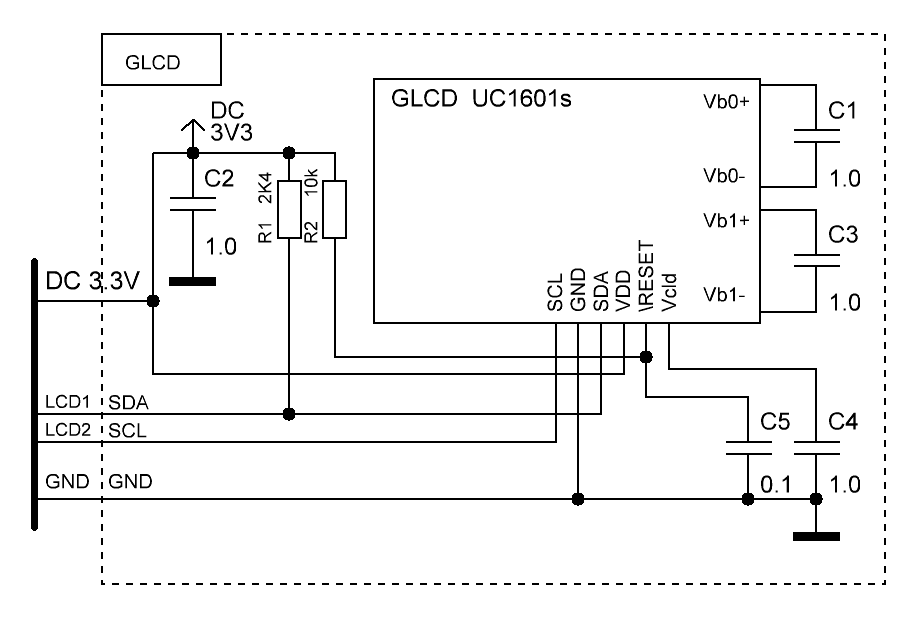 GLCD
GLCD UC1601s
DC
3V3
C2
1.0
R1 2K4
R2 10k
Vb0+
Vb0-
Vb1+
Vb1-
C1
1.0
C3
1.0
SCL
GND
SDA
VDD
\RESET
Vcld
DC 3.3V
LCD1 SDA
LCD2 SCL
GND GND
C5
0.1
C4
1.0